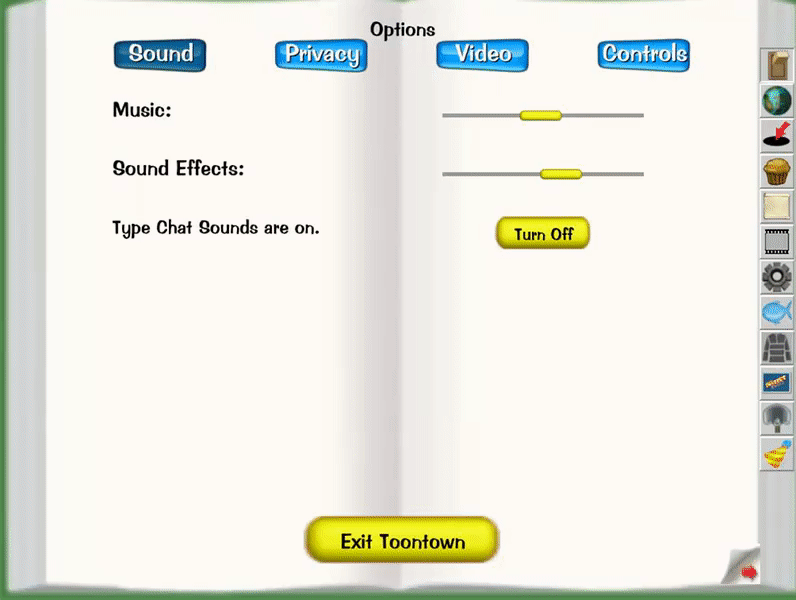 Options
Sound Privacy Video Controls
Music:
Sound Effects:
Type Chat Sounds are on. Turn Off
Exit Toontown